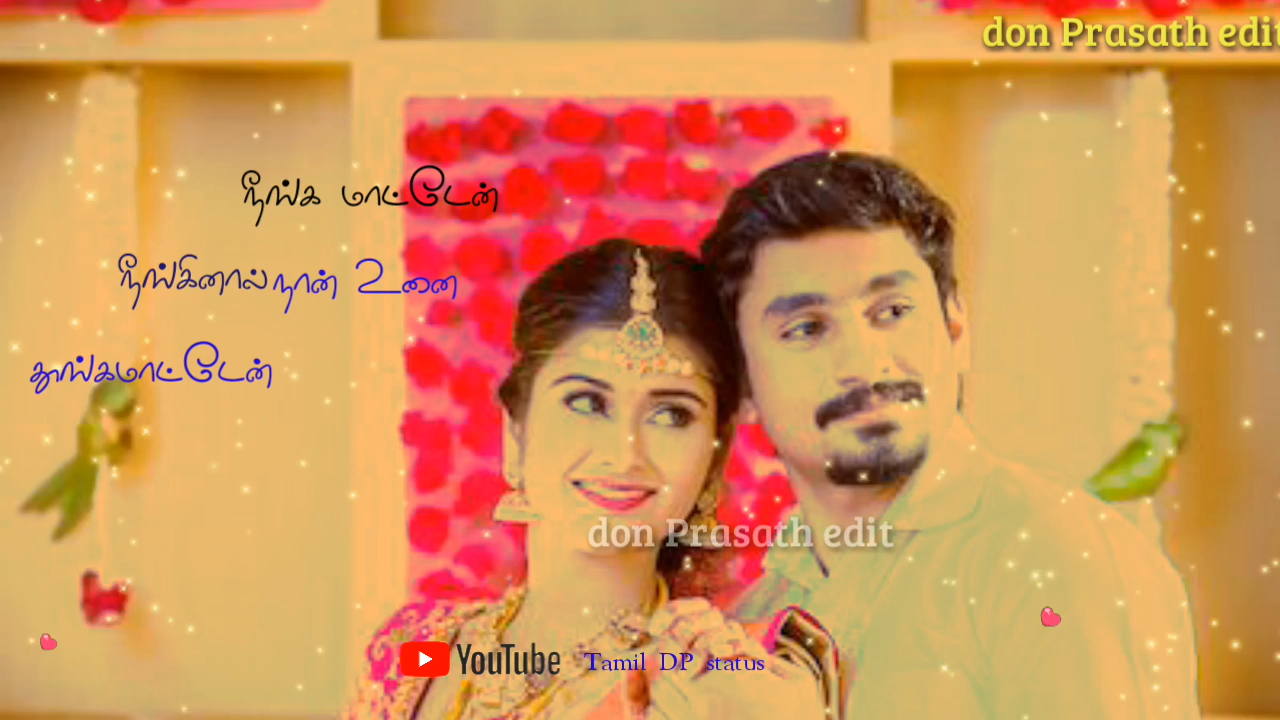 don Prasath edit
நீங்க மாட்டேன்
நீங்கினால் நான் உனை
தூங்கமாட்டேன்
don Prasath edit
YouTube Tamil DP status